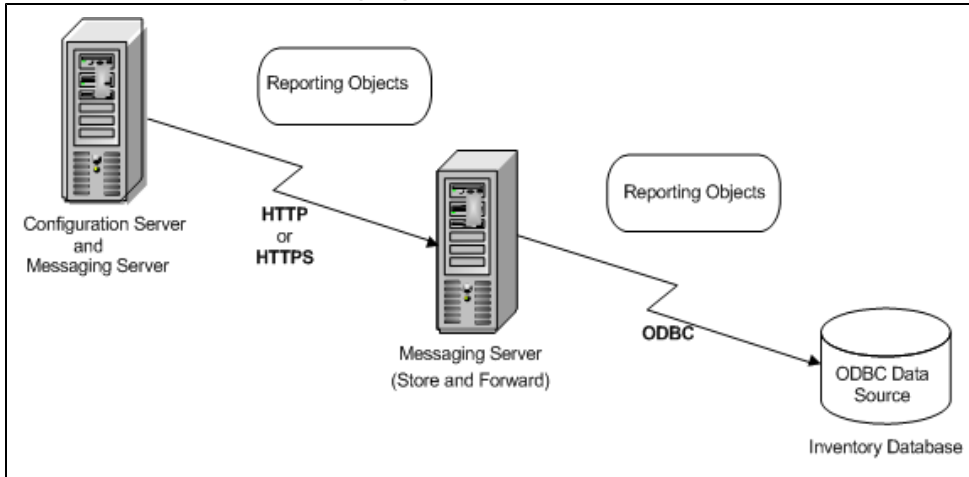 Reporting Objects
Configuration Server
and
Messaging Server
HTTP
or
HTTPS
Reporting Objects
Messaging Server
(Store and Forward)
ODBC
ODBC Data
Source
Inventory Database